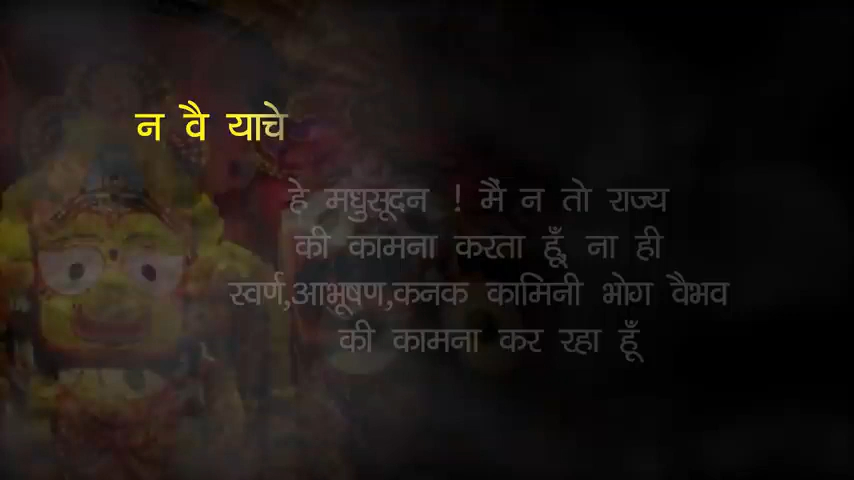 न वै याचे
हे मधुसूदन ! मैं न तो राज्य
की कामना करता हूँ, ना ही
स्वर्ण,आभूषण,कनक कामिनी भोग वैभव
की कामना कर रहा हूँ